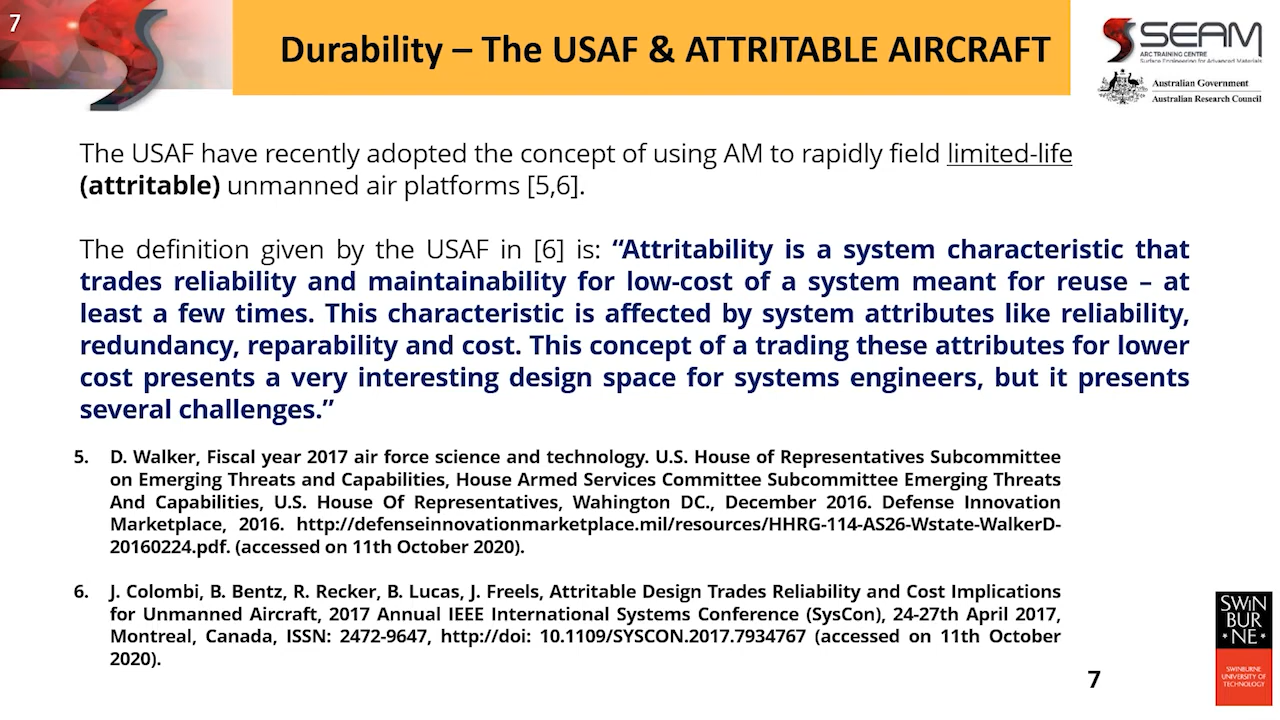 7
Durability – The USAF & ATTRITABLE AIRCRAFT
SEAM
ARC TRAINING CENTRE
Surface Engineering for Advanced Materials
Australian Government
Australian Research Council
The USAF have recently adopted the concept of using AM to rapidly field limited-life
(attritable) unmanned air platforms [5,6].
The definition given by the USAF in [6] is: “Attritability is a system characteristic that
trades reliability and maintainability for low-cost of a system meant for reuse – at
least a few times. This characteristic is affected by system attributes like reliability,
redundancy, reparability and cost. This concept of a trading these attributes for lower
cost presents a very interesting design space for systems engineers, but it presents
several challenges.”
5. D. Walker, Fiscal year 2017 air force science and technology. U.S. House of Representatives Subcommittee
on Emerging Threats and Capabilities, House Armed Services Committee Subcommittee Emerging Threats
And Capabilities, U.S. House Of Representatives, Wahington DC., December 2016. Defense Innovation
Marketplace, 2016. http://defenseinnovationmarketplace.mil/resources/HHRG-114-AS26-Wstate-WalkerD-
20160224.pdf. (accessed on 11th October 2020).
6. J. Colombi, B. Bentz, R. Recker, B. Lucas, J. Freels, Attritable Design Trades Reliability and Cost Implications
for Unmanned Aircraft, 2017 Annual IEEE International Systems Conference (SysCon), 24-27th April 2017,
Montreal, Canada, ISSN: 2472-9647, http://doi: 10.1109/SYSCON.2017.7934767 (accessed on 11th October
2020).
SWIN
BUR
* NE *
SWINBURNE
UNIVERSITY OF
TECHNOLOGY
7